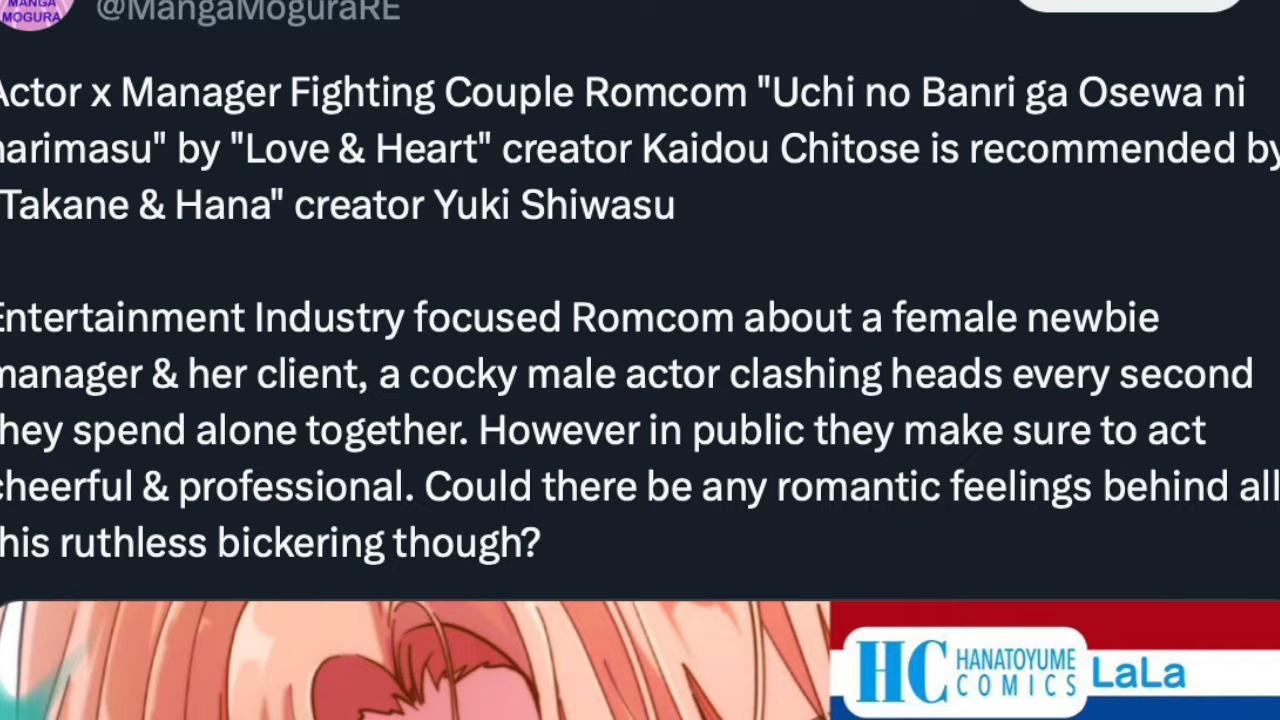 MANGA
MOGURA
@MangaMoguraRE
Actor x Manager Fighting Couple Romcom "Uchi no Banri ga Osewa ni
narimasu" by "Love & Heart" creator Kaidou Chitose is recommended by
"Takane & Hana" creator Yuki Shiwasu
Entertainment Industry focused Romcom about a female newbie
manager & her client, a cocky male actor clashing heads every second
they spend alone together. However in public they make sure to act
cheerful & professional. Could there be any romantic feelings behind all
this ruthless bickering though?
HC HANATOYUME
COMICS
LaLa